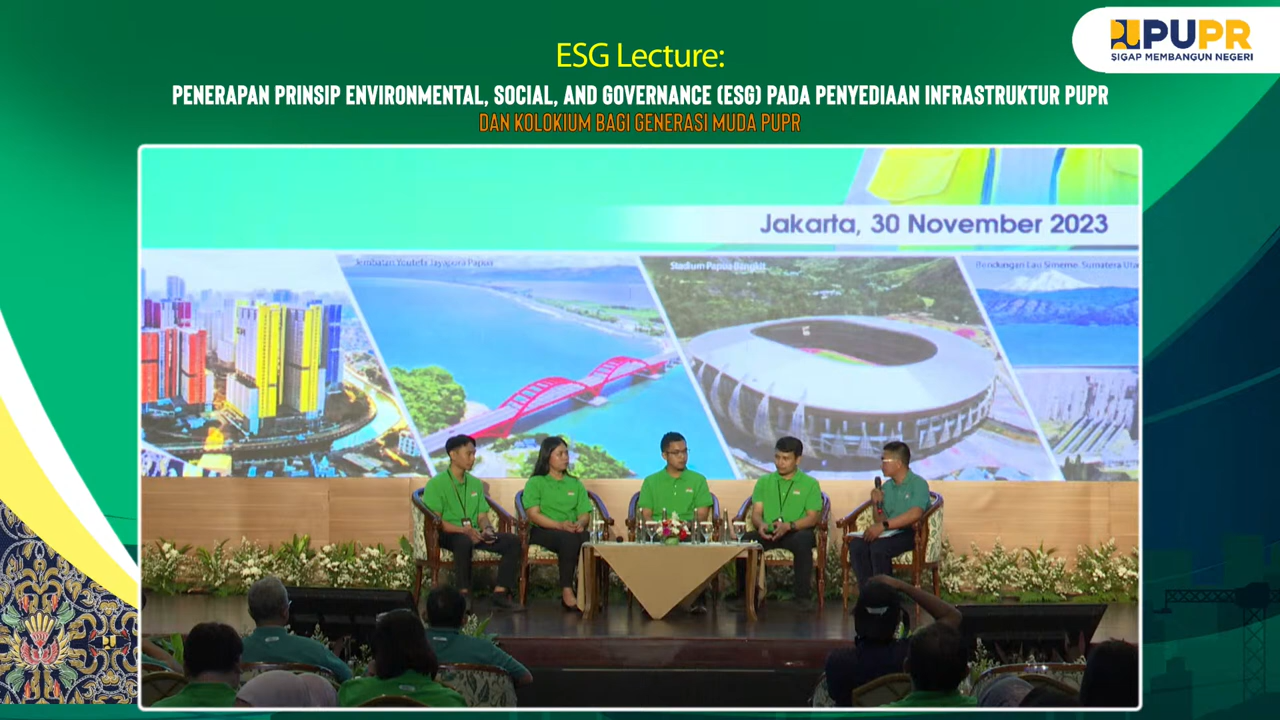 PUPR
SIGAP MEMBANGUN NEGERI
ESG Lecture:
PENERAPAN PRINSIP ENVIRONMENTAL, SOCIAL, AND GOVERNANCE (ESG) PADA PENYEDIAAN INFRASTRUKTUR PUPR
DAN KOLOKIUM BAGI GENERASI MUDA PUPR
Jakarta, 30 November 2023
Jembatan Youtefa Jayapura Papua
Stadium Papua Bangkit
Bendungan Lau Simeme, Sumatera Uta